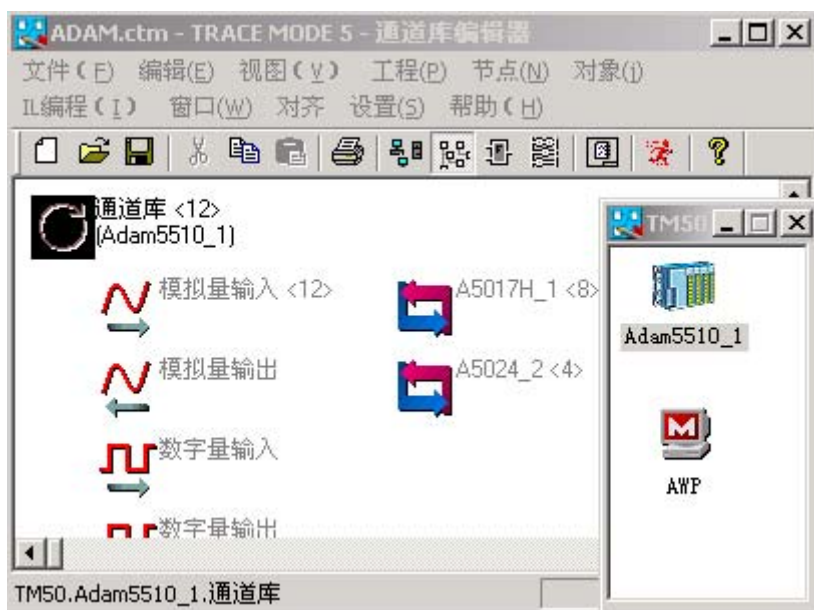 ADAM.ctm - TRACE MODE 5 - 通道库编辑器
文件(F) 编辑(E) 视图(V) 工程(P) 节点(N) 对象(j)
IL编程(I) 窗口(W) 对齐 设置(S) 帮助(H)
通道库 <12>
(Adam5510_1)
模拟量输入 <12>
A5017H_1 <8>
模拟量输出
A5024_2 <4>
数字量输入
数字量输出
TM50
Adam5510_1
AWP
TM50.Adam5510_1.通道库